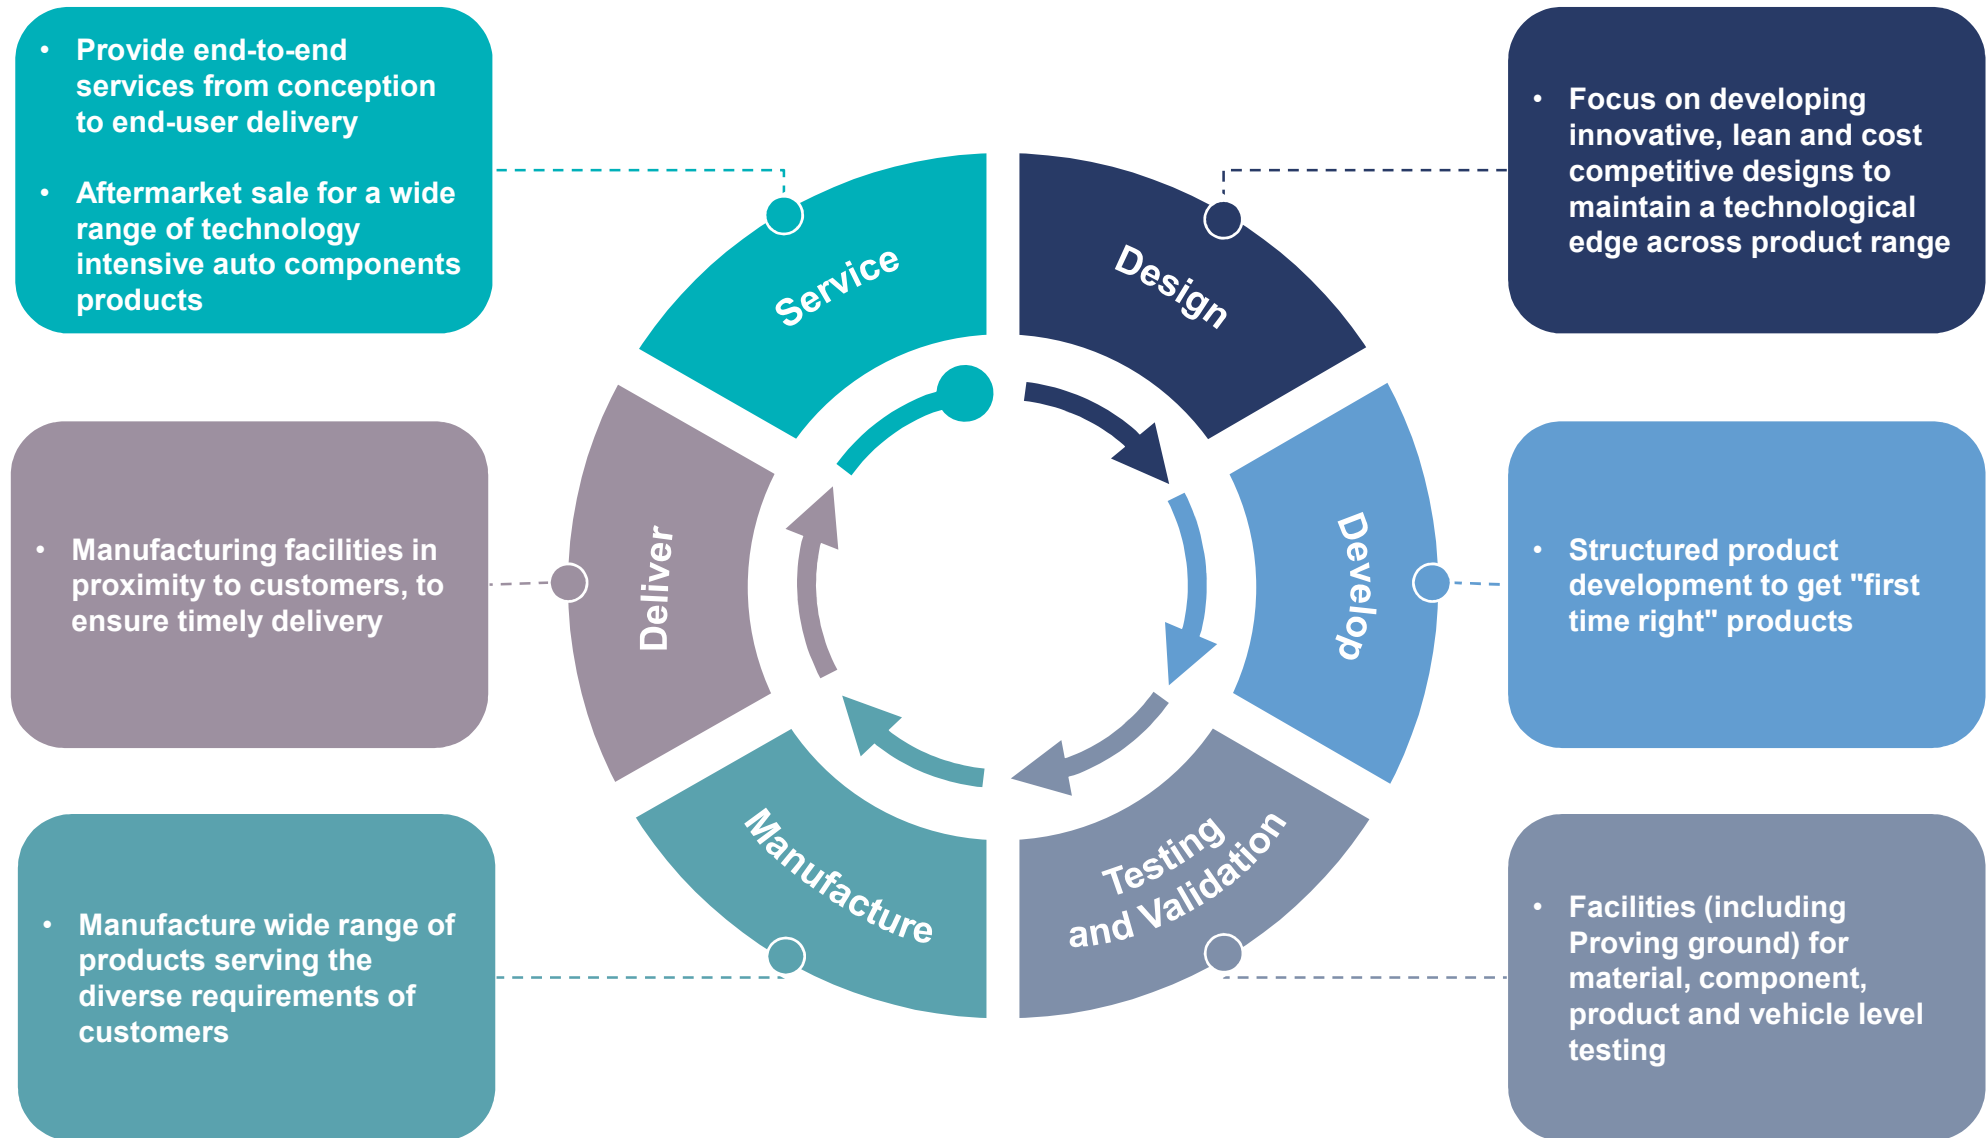 • Provide end-to-end
services from conception
to end-user delivery
• Aftermarket sale for a wide
range of technology
intensive auto components
products
• Focus on developing
innovative, lean and cost
competitive designs to
maintain a technological
edge across product range
Service
Design
• Manufacturing facilities in
proximity to customers, to
ensure timely delivery
Deliver
Develop
• Structured product
development to get "first
time right" products
Manufacture
Testing
and Validation
• Manufacture wide range of
products serving the
diverse requirements of
customers
• Facilities (including
Proving ground) for
material, component,
product and vehicle level
testing